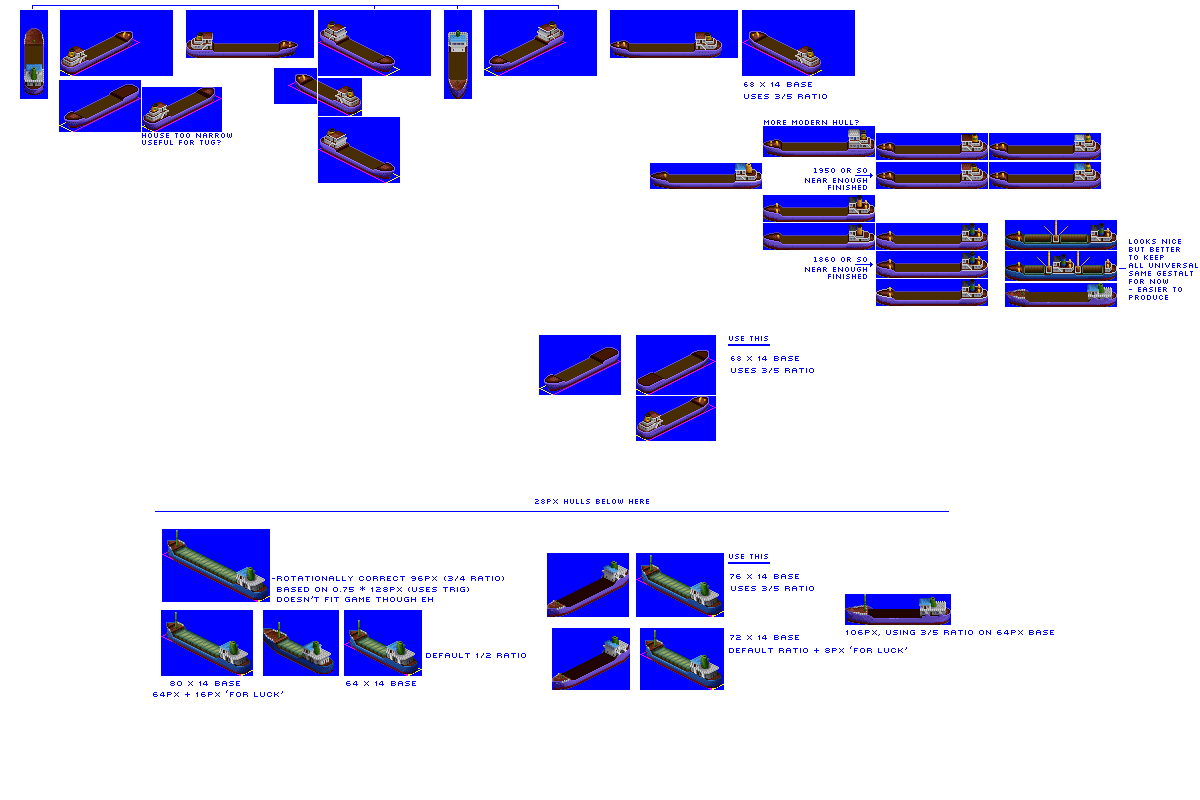 68 X 14 BASE
USES 3/5 RATIO
HOUSE TOO NARROW
USEFUL FOR TUG?
MORE MODERN HULL?
1950 OR SO
NEAR ENOUGH
FINISHED
1860 OR SO
NEAR ENOUGH
FINISHED
LOOKS NICE
BUT BETTER
TO KEEP
ALL UNIVERSAL
SAME GESTALT
FOR NOW
- EASIER TO
PRODUCE
USE THIS
68 X 14 BASE
USES 3/5 RATIO
28PX HULLS BELOW HERE
-ROTATIONALLY CORRECT 96PX (3/4 RATIO)
BASED ON 0.75 * 128PX (USES TRIG)
DOESN'T FIT GAME THOUGH EH
USE THIS
76 X 14 BASE
USES 3/5 RATIO
106PX, USING 3/5 RATIO ON 64PX BASE
72 X 14 BASE
DEFAULT RATIO + 8PX 'FOR LUCK'
DEFAULT 1/2 RATIO
80 X 14 BASE
64PX + 16PX 'FOR LUCK'
64 X 14 BASE